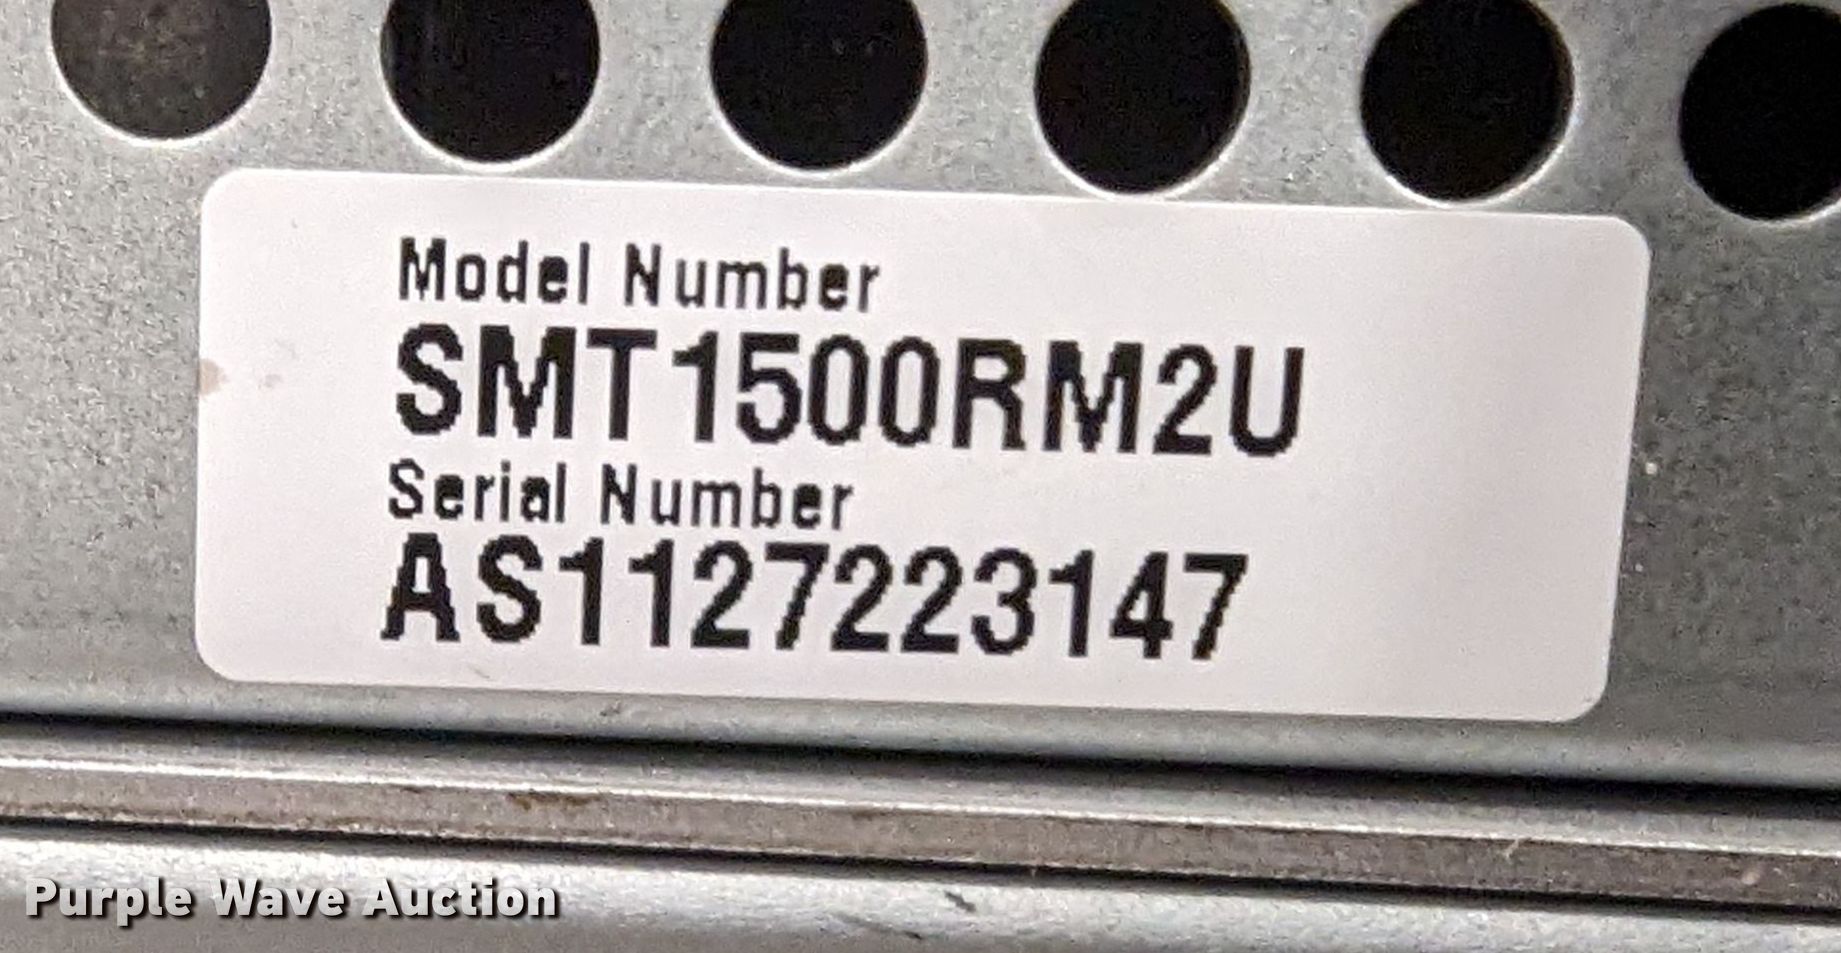 Model Number
SMT1500RM2U
Serial Number
AS1127223147
Purple Wave Auction